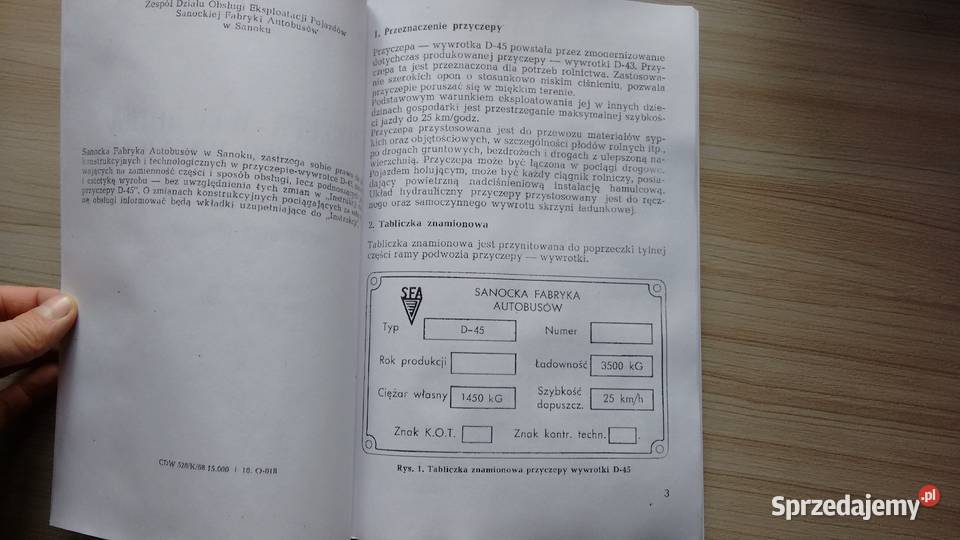 Zespół Działu Obsługi Eksploatacji Pojazdów
Sanockiej Fabryki Autobusów
w Sanoku
Sanocka Fabryka Autobusów w Sanoku, zastrzega sobie prawo
konstrukcyjnych i technologicznych w przyczepie-wywrotce D-45,
wających na zamienność części i sposób obsługi, lecz podnoszących
i estetykę wyrobu — bez uwzględnienia tych zmian w „Instrukcji
przyczepy D-45". O zmianach konstrukcyjnych pociągających za sobą
obsługi informować będą wkładki uzupełniające do „Instrukcji".
CDW 528/K/68 15.000 i 10. O-018
1. Przeznaczenie przyczepy
Przyczepa — wywrotka D-45 powstała przez zmodernizowanie
dotychczas produkowanej przyczepy — wywrotki D-43. Przy-
czepa ta jest przeznaczona dla potrzeb rolnictwa. Zastosowa-
nie szerokich opon o stosunkowo niskim ciśnieniu, pozwala
przyczepie poruszać się w miękkim terenie.
Podstawowym warunkiem eksploatowania jej w innych dzie-
dzinach gospodarki jest przestrzeganie maksymalnej szybkoś-
ci jazdy do 25 km/godz.
Przyczepa przystosowana jest do przewozu materiałów syp-
kich oraz objętościowych, w szczególności płodów rolnych itp.,
po drogach gruntowych, bezdrożach i drogach z ulepszoną na-
wierzchnią. Przyczepa może być łączona w pociągi drogowe.
Pojazdem holującym, może być każdy ciągnik rolniczy, posia-
dający powietrzną nadciśnieniową instalację hamulcową.
Układ hydrauliczny przyczepy przystosowany jest do ręcz-
nego oraz samoczynnego wywrotu skrzyni ładunkowej.
2. Tabliczka znamionowa
Tabliczka znamionowa jest przynitowana do poprzeczki tylnej
części ramy podwozia przyczepy — wywrotki.
SFA
SANOCKA FABRYKA
AUTOBUSÓW
Typ D-45 Numer
Rok produkcji Ładowność 3500 kG
Ciężar własny 1450 kG Szybkość dopuszcz. 25 km/h
Znak K.O.T. Znak kontr. techn.
Rys. 1. Tabliczka znamionowa przyczepy wywrotki D-45
3
Sprzedajemy.pl